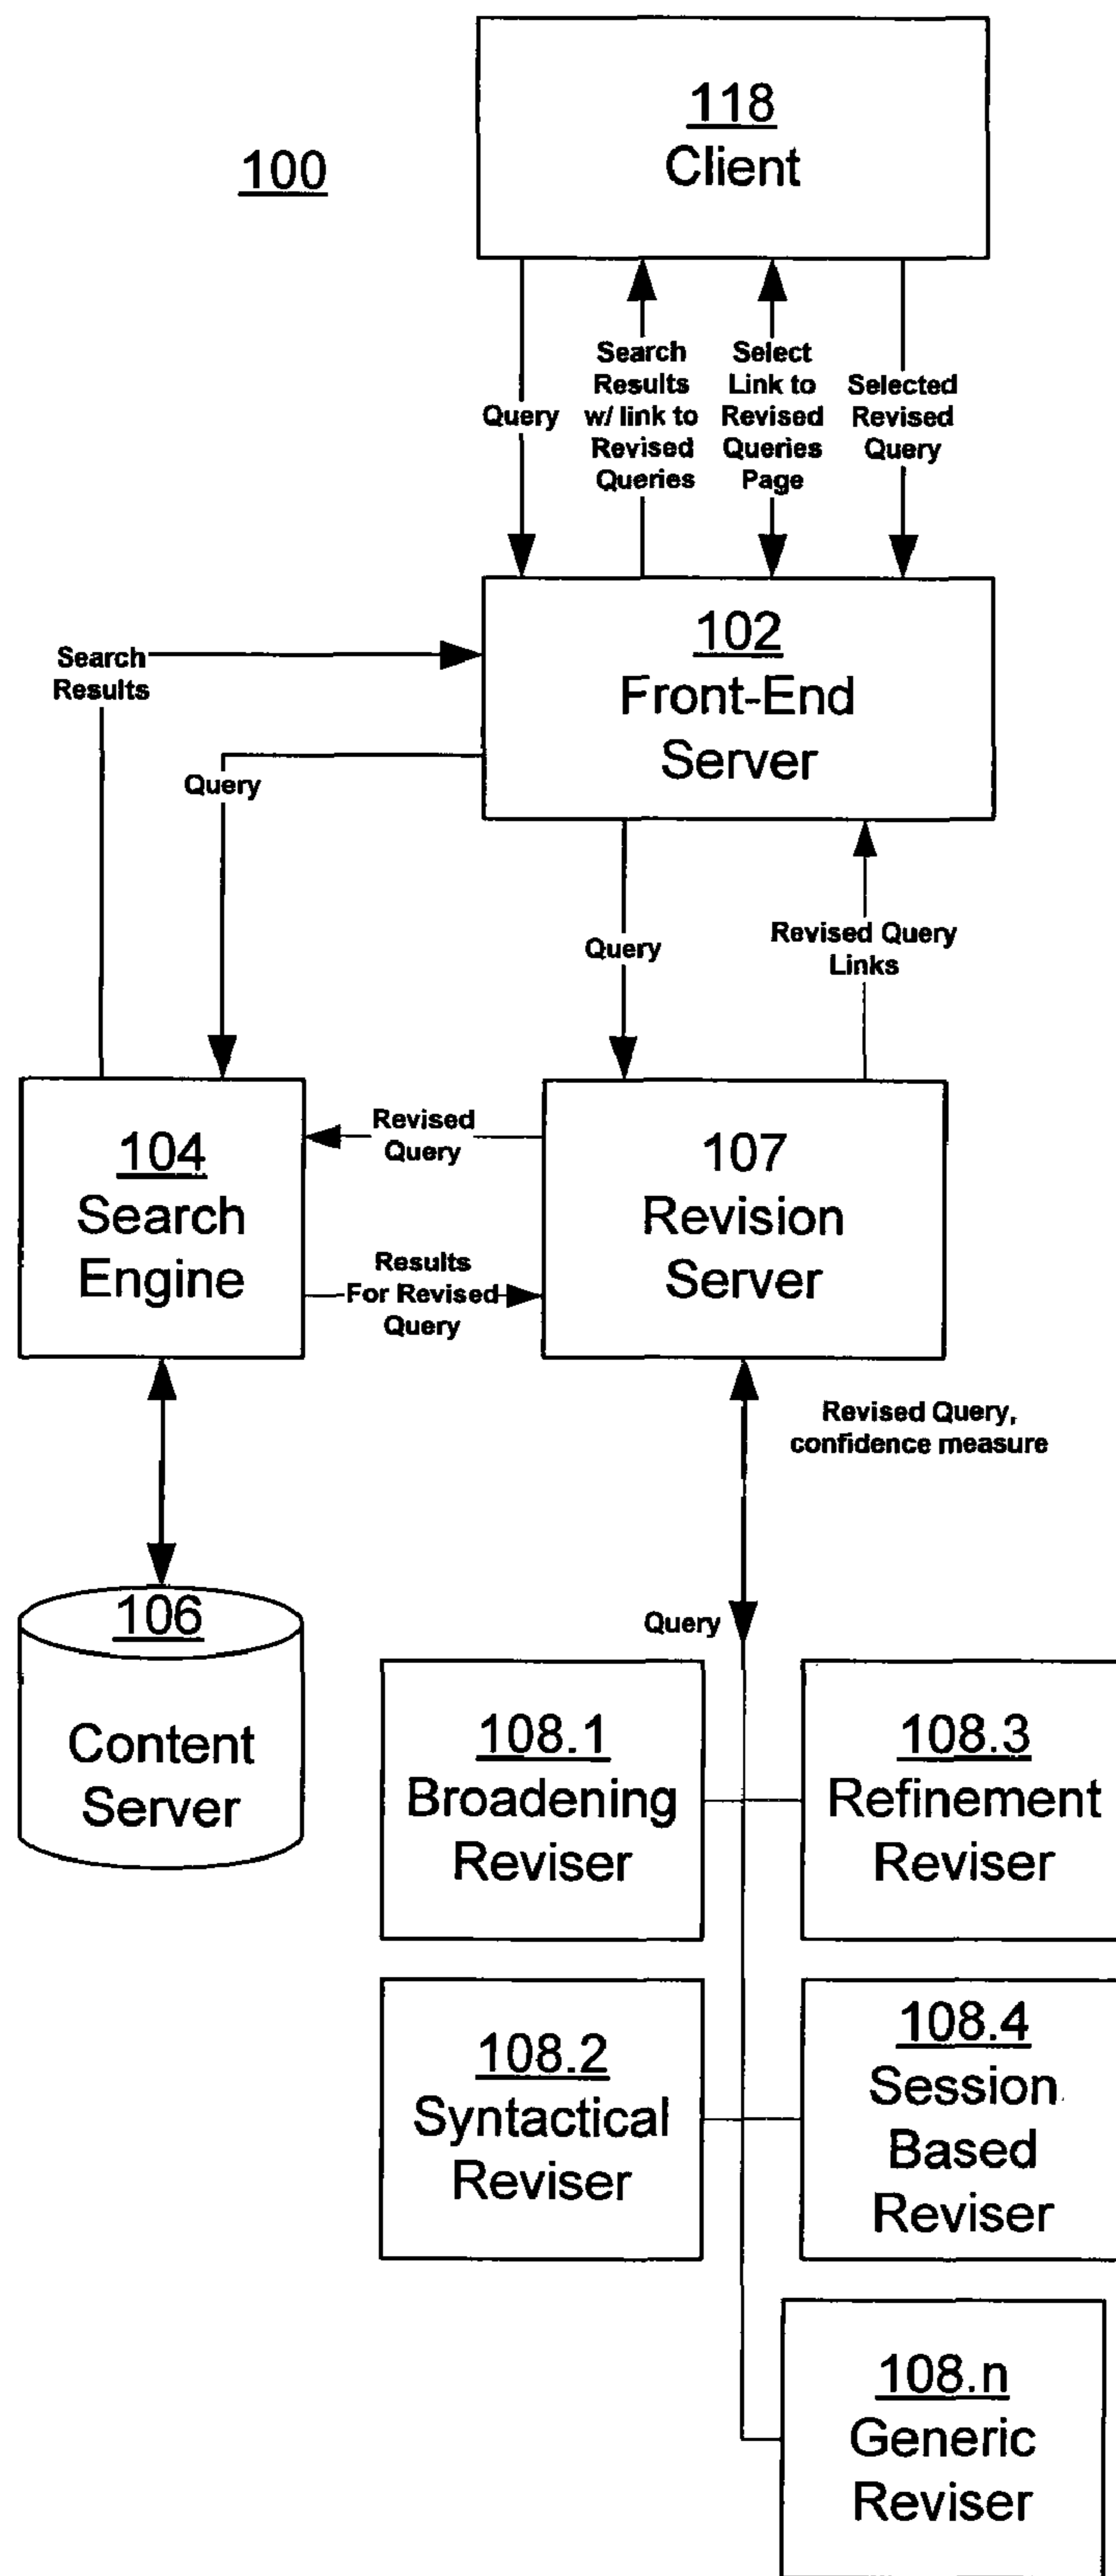 100
118
Client
Query
Search
Results
w/ link to
Revised
Queries
Select
Link to
Revised
Queries
Page
Selected
Revised
Query
Search
Results
102
Front-End
Server
Query
Query
Revised Query
Links
104
Search
Engine
Revised
Query
Results
For Revised
Query
107
Revision
Server
Revised Query,
confidence measure
Query
106
Content
Server
108.1
Broadening
Reviser
108.3
Refinement
Reviser
108.2
Syntactical
Reviser
108.4
Session
Based
Reviser
108.n
Generic
Reviser